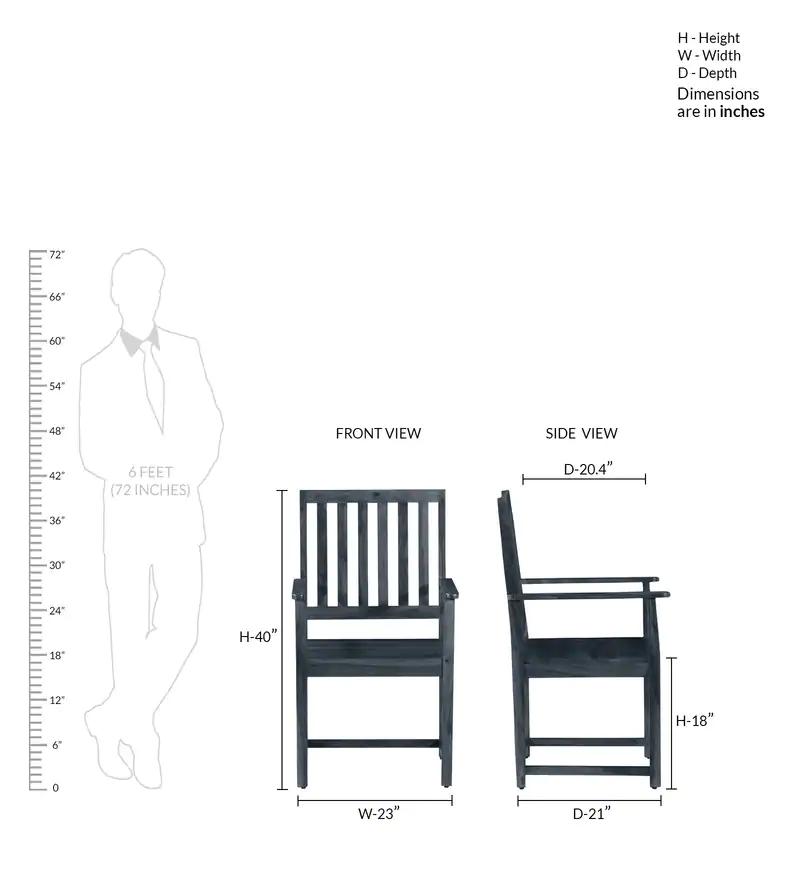 H - Height
W - Width
D - Depth
Dimensions
are in inches
72"
66"
60"
54"
48"
42"
36"
30"
24"
18"
12"
6"
0
6 FEET
(72 INCHES)
FRONT VIEW
SIDE VIEW
D-20.4”
H-40”
H-18”
W-23”
D-21”